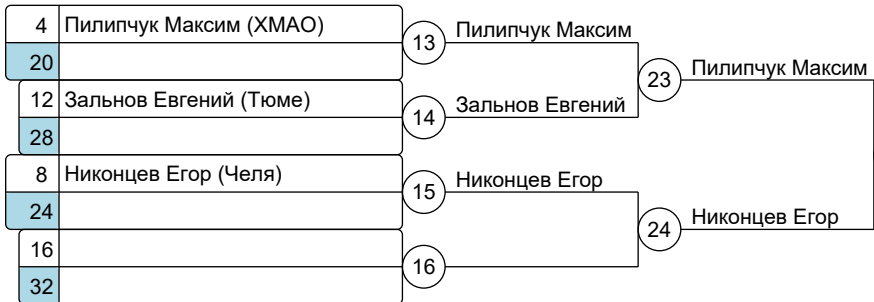 4 Пилипчук Максим (ХМАО)
13 Пилипчук Максим
20
23 Пилипчук Максим
12 Зальнов Евгений (Тюме)
14 Зальнов Евгений
28
8 Никонцев Егор (Челя)
15 Никонцев Егор
24
24 Никонцев Егор
16
16
32